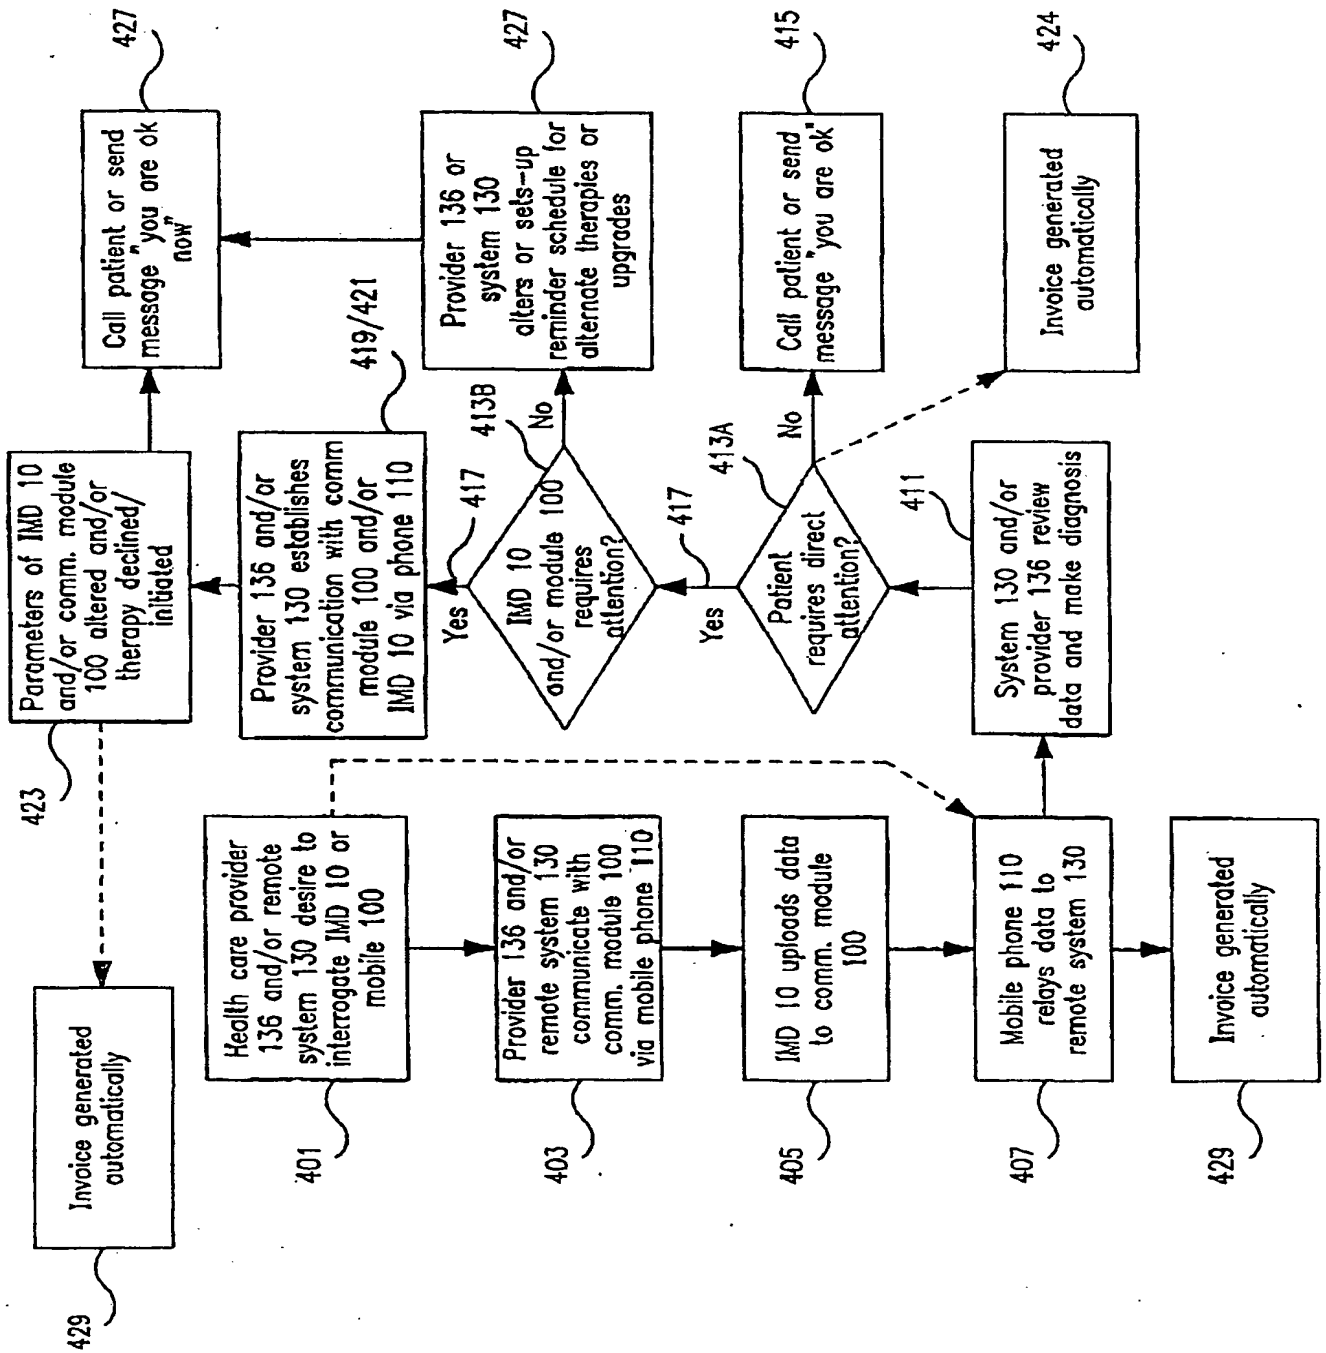 427
Call patient or send
message "you are ok
now"
Parameters of IMD 10
and/or comm. module
100 altered and/or
therapy declined/
initiated
423
Invoice generated
automatically
429
427
Provider 136 or
system 130
alters or sets-up
reminder schedule for
alternate therapies or
upgrades
419/421
Provider 136 and/or
system 130 establishes
communication with comm
module 100 and/or
IMD 10 via phone 110
413B
No
417
Yes
IMD 10
and/or module 100
requires
attention?
Health care provider
136 and/or remote
system 130 desire to
interrogate IMD 10 or
mobile 100
401
Provider 136 and/or
remote system 130
communicate with
comm. module 100
via mobile phone 110
403
415
Call patient or send
message "you are ok"
413A
No
417
Yes
Patient
requires direct
attention?
IMD 10 uploads data
to comm. module
100
405
424
Invoice generated
automatically
411
System 130 and/or
provider 136 review
data and make diagnosis
Mobile phone 110
relays data to
remote system 130
407
Invoice generated
automatically
429